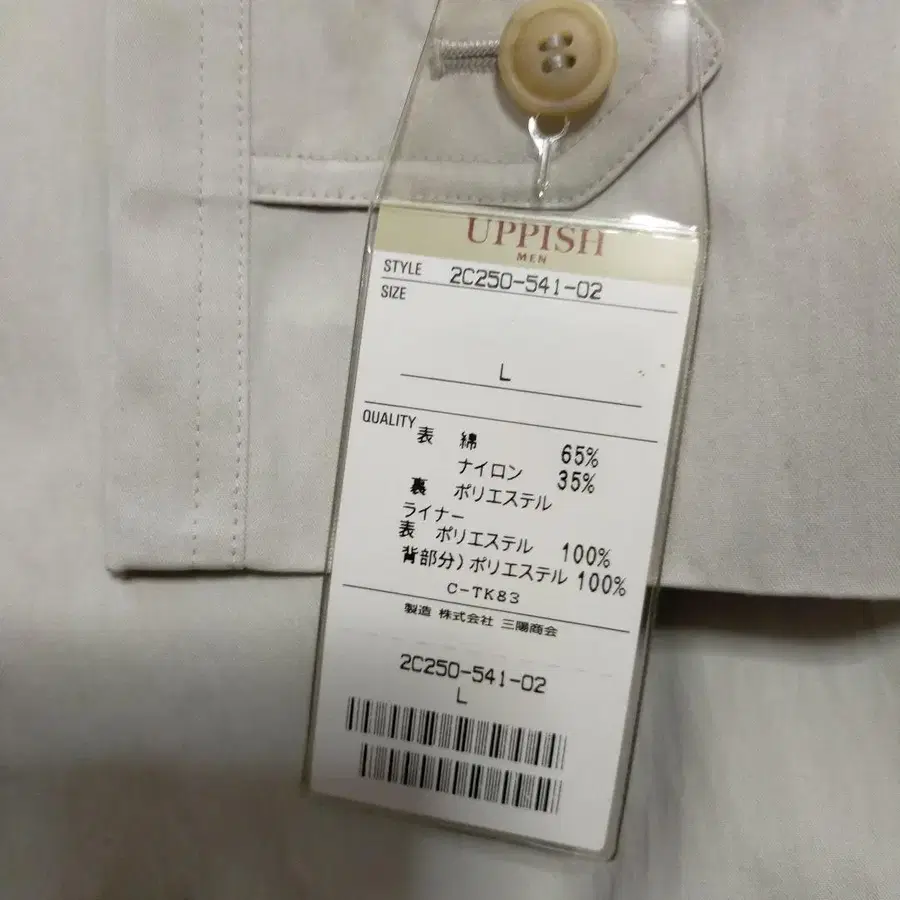 UPPISH
MEN
STYLE 2C250-541-02
SIZE
L
QUALITY
表 綿 65%
ナイロン 35%
裏 ポリエステル
ライナー
表 ポリエステル 100%
背部分)ポリエステル 100%
C-TK83
製造 株式会社 三陽商会
2C250-541-02
L